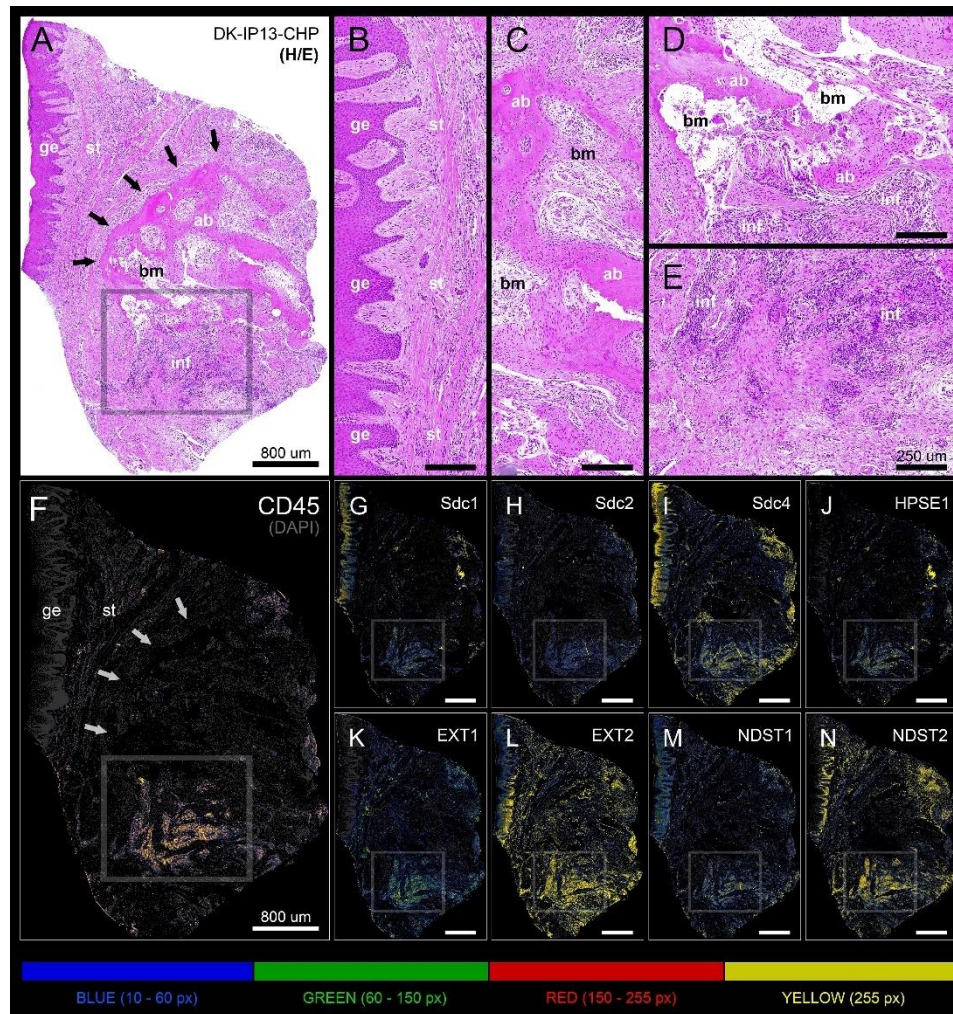 A
DK-IP13-CHP
(H/E)
ge
st
ab
bm
inf
800 um
B
ge
st
st
ge
st
C
ab
bm
bm
ab
D
ab
bm
bm
ab
inf
inf
E
inf
inf
250 um
F
CD45
(DAPI)
ge
st
800 um
G
Sdc1
H
Sdc2
I
Sdc4
J
HPSE1
K
EXT1
L
EXT2
M
NDST1
N
NDST2
BLUE (10 - 60 px)
GREEN (60 - 150 px)
RED (150 - 255 px)
YELLOW (255 px)